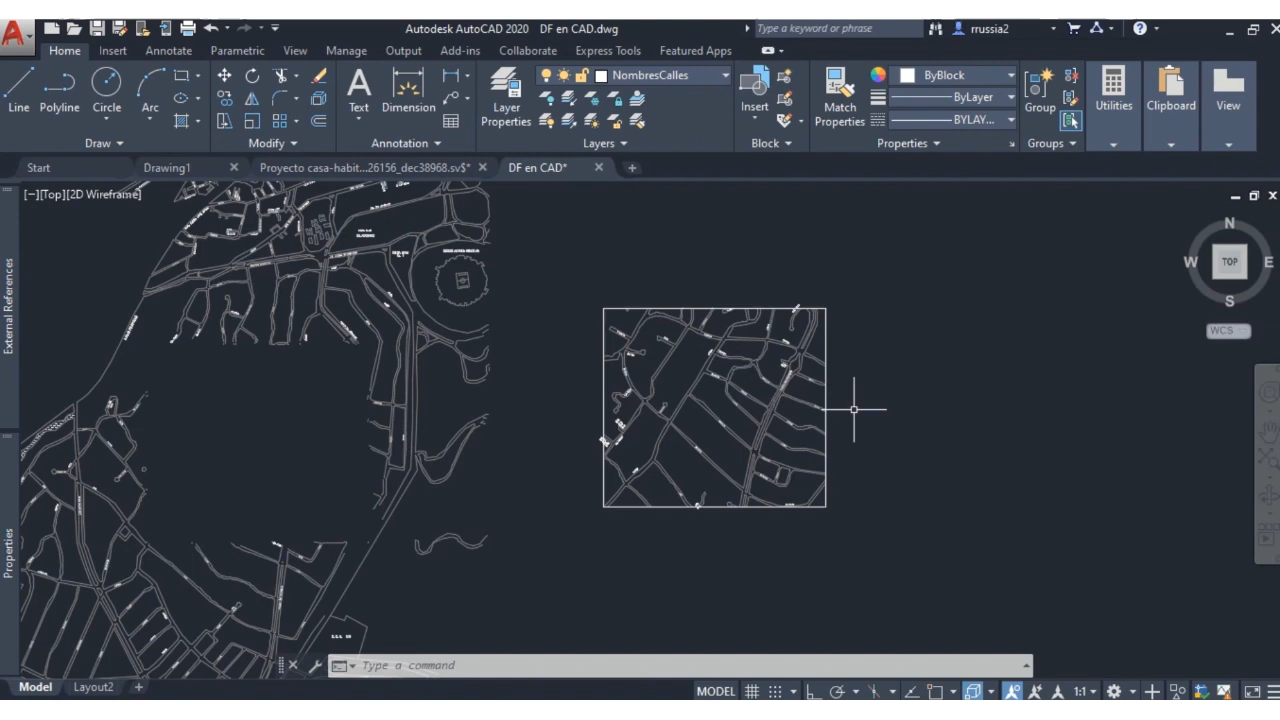 Autodesk AutoCAD 2020 DF en CAD.dwg
Type a keyword or phrase
rrussia2
Home Insert Annotate Parametric View Manage Output Add-ins Collaborate Express Tools Featured Apps
NombresCalles
ByBlock
ByLayer
BYLAY...
Line Polyline Circle Arc
Text Dimension
Layer Properties
Insert
Match Properties
Group
Utilities Clipboard View
Draw Modify Annotation Layers Block Properties Groups
Start Drawing1 Proyecto casa-habit...26156_dec38968.sv$* DF en CAD*
[−][Top][2D Wireframe]
N
W TOP E
S
WCS
External References
Properties
Type a command
Model Layout2
MODEL
1:1